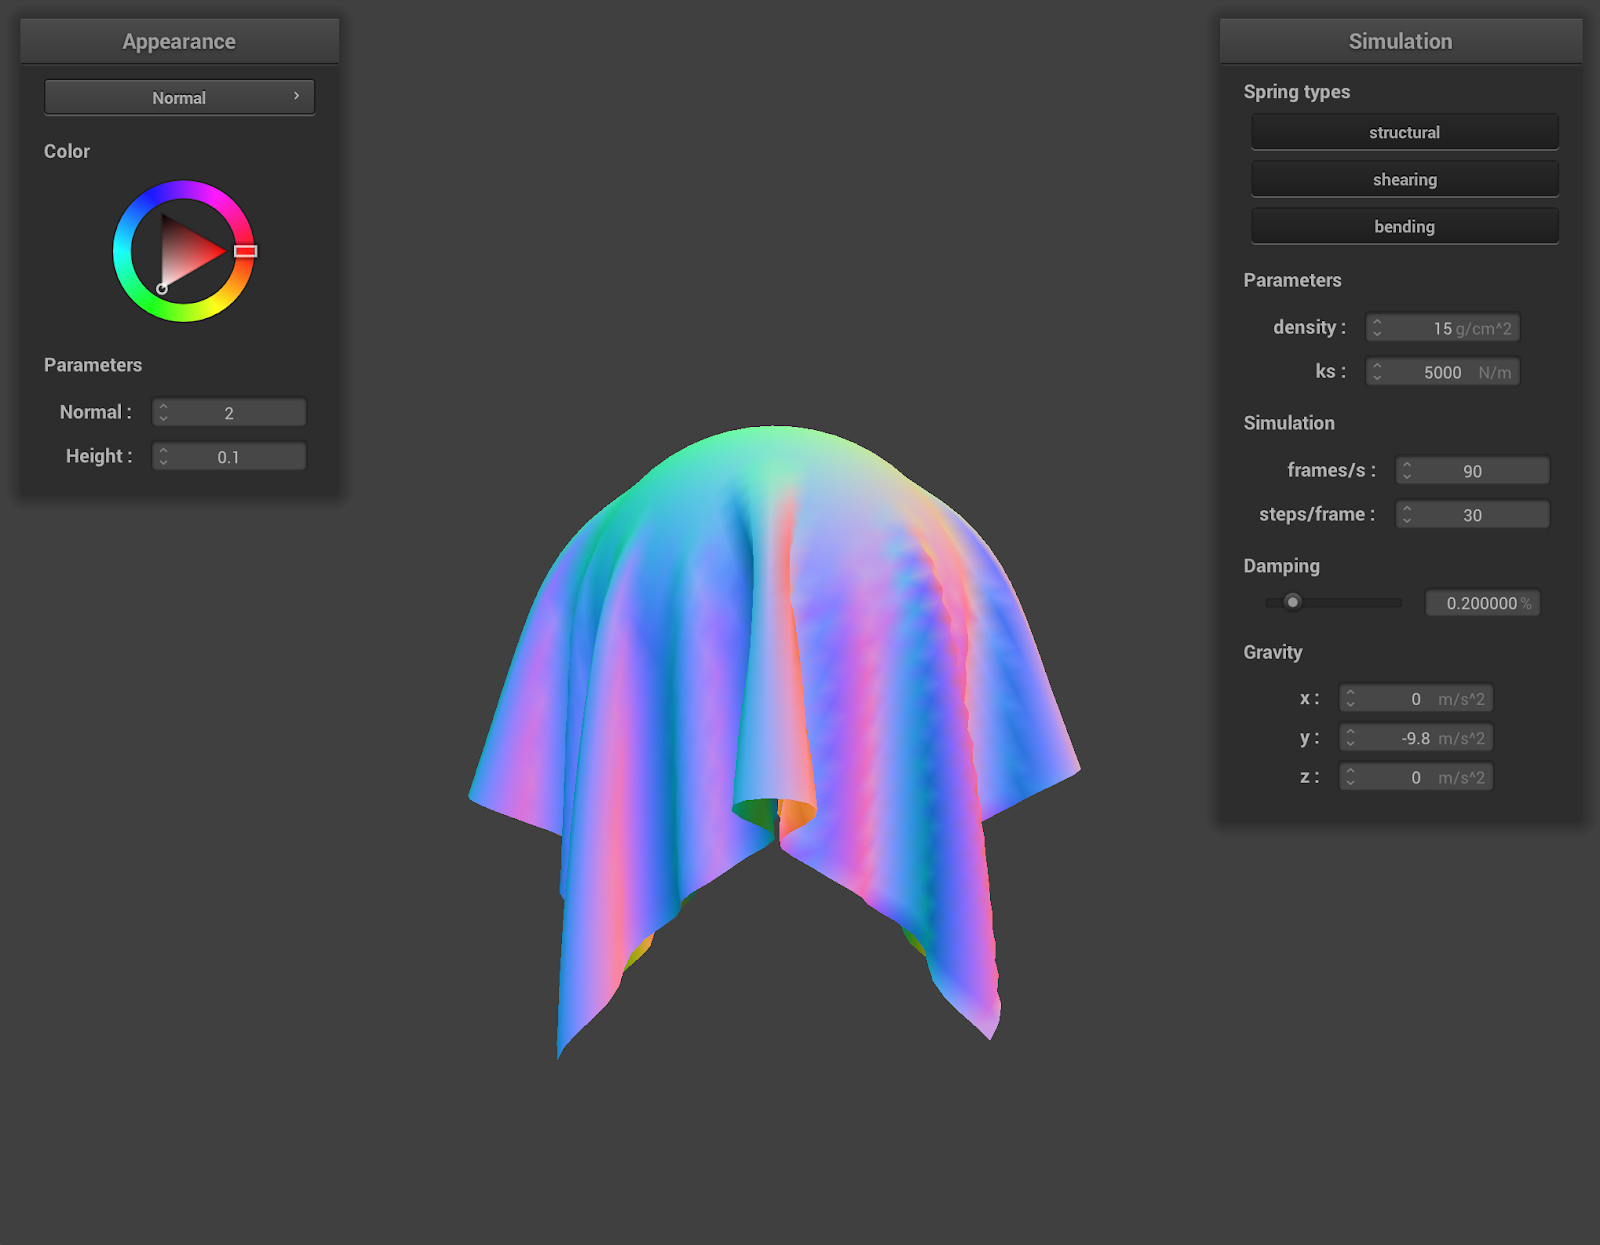 Appearance
Normal
Color
Parameters
Normal : 2
Height : 0.1
Simulation
Spring types
structural
shearing
bending
Parameters
density : 15 g/cm^2
ks : 5000 N/m
Simulation
frames/s : 90
steps/frame : 30
Damping
0.200000 %
Gravity
x : 0 m/s^2
y : -9.8 m/s^2
z : 0 m/s^2